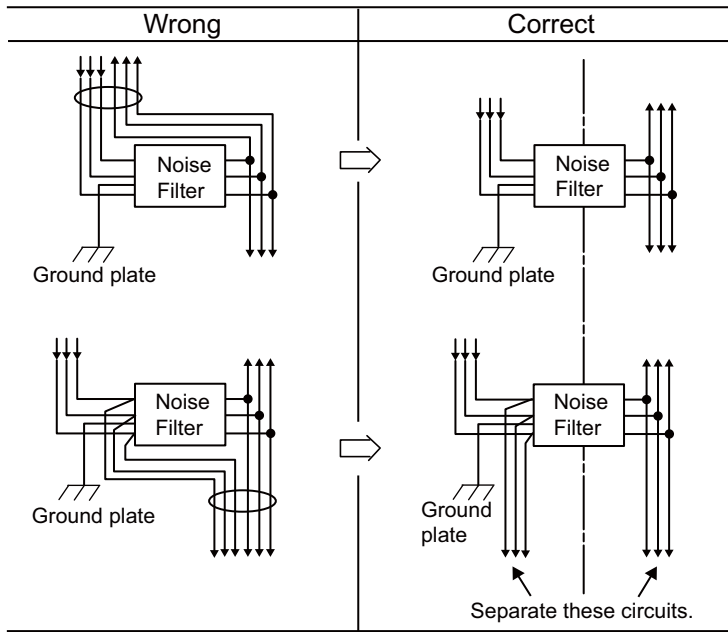 Wrong
Correct
Noise
Filter
Ground plate
Noise
Filter
Ground plate
Noise
Filter
Ground plate
Noise
Filter
Ground
plate
Separate these circuits.